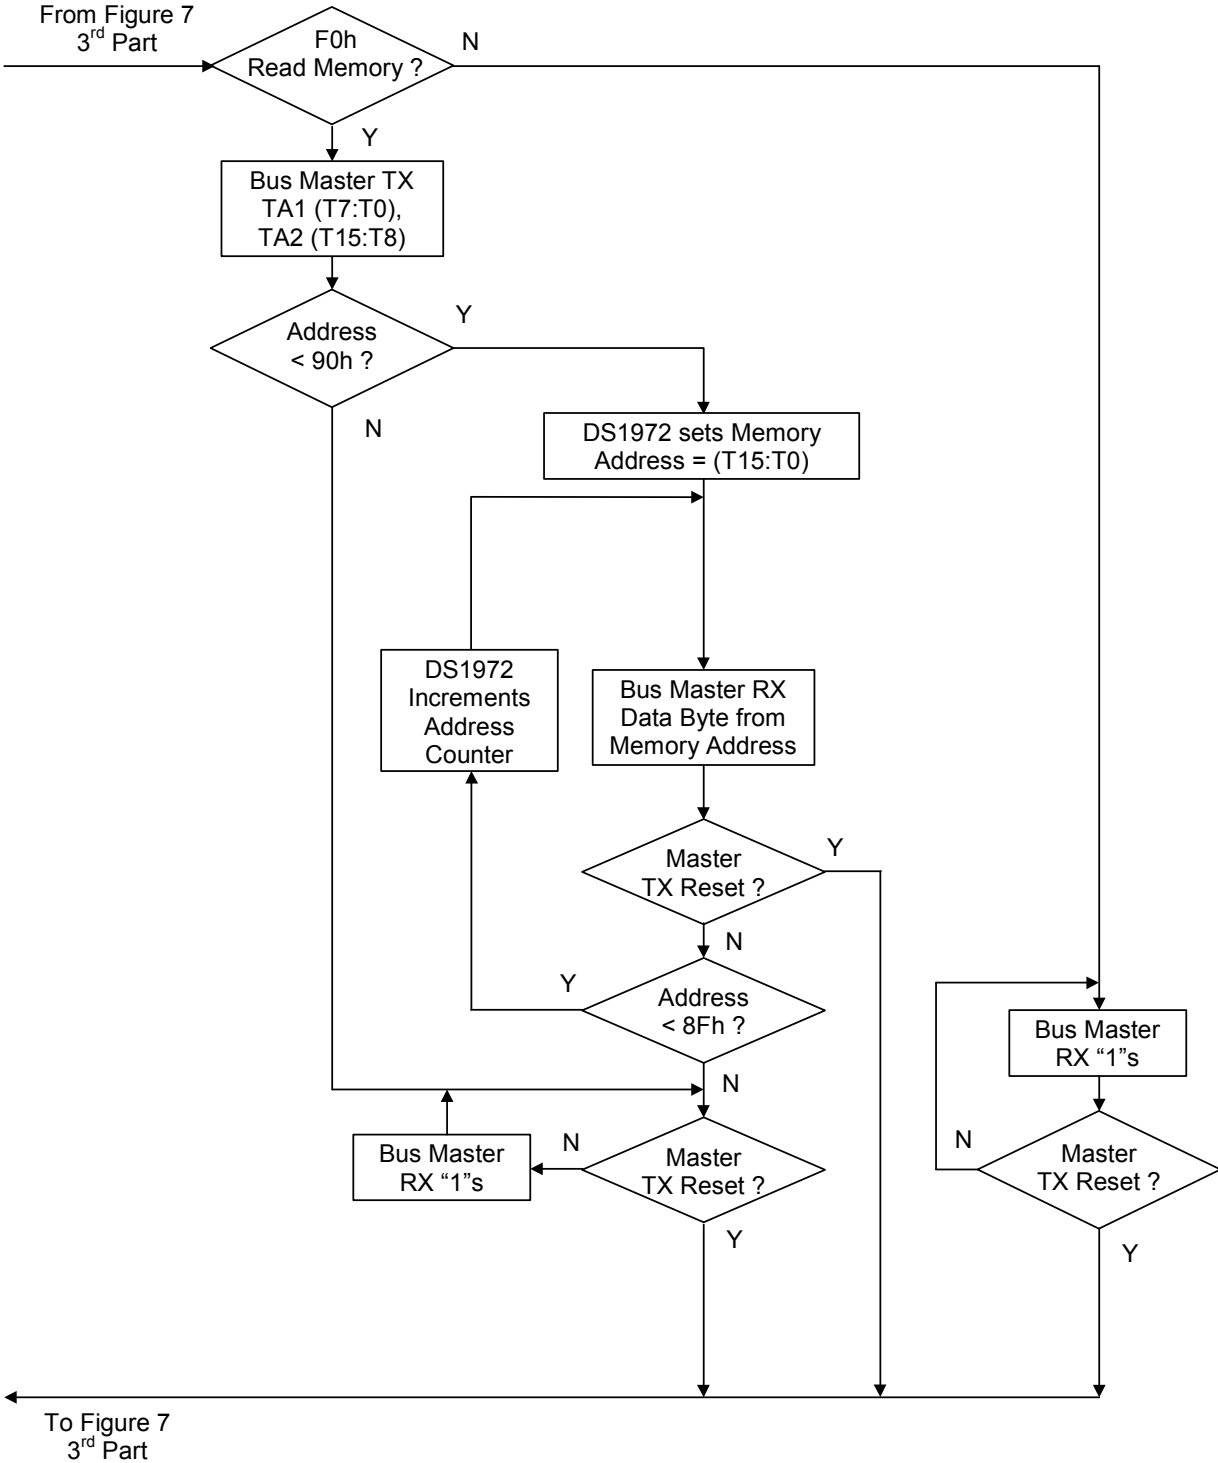 From Figure 7
3rd Part
F0h
Read Memory ?
N
Y
Bus Master TX
TA1 (T7:T0),
TA2 (T15:T8)
Address
< 90h ?
Y
N
DS1972 sets Memory
Address = (T15:T0)
DS1972
Increments
Address
Counter
Bus Master RX
Data Byte from
Memory Address
Master
TX Reset ?
Y
N
Address
< 8Fh ?
Y
N
Bus Master
RX “1”s
N
Master
TX Reset ?
Y
Bus Master
RX “1”s
N
Master
TX Reset ?
Y
To Figure 7
3rd Part